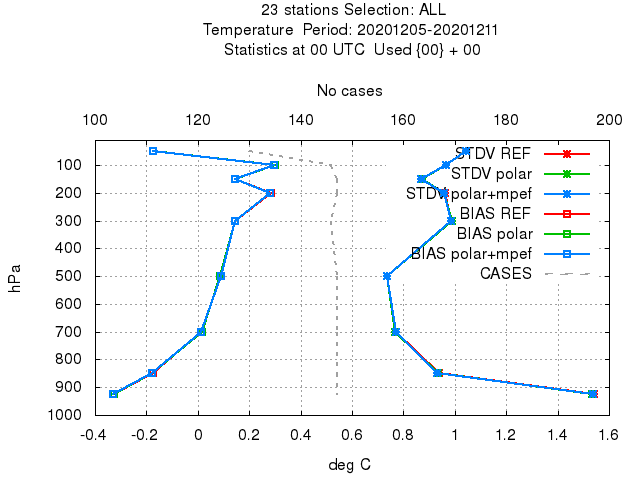 23 stations Selection: ALL
Temperature  Period: 20201205-20201211
Statistics at 00 UTC  Used {00} + 00
No cases
100 120 140 160 180 200
STDV REF
STDV polar
STDV polar+mpef
BIAS REF
BIAS polar
BIAS polar+mpef
CASES
hPa
100
200
300
400
500
600
700
800
900
1000
-0.4 -0.2 0 0.2 0.4 0.6 0.8 1 1.2 1.4 1.6
deg C